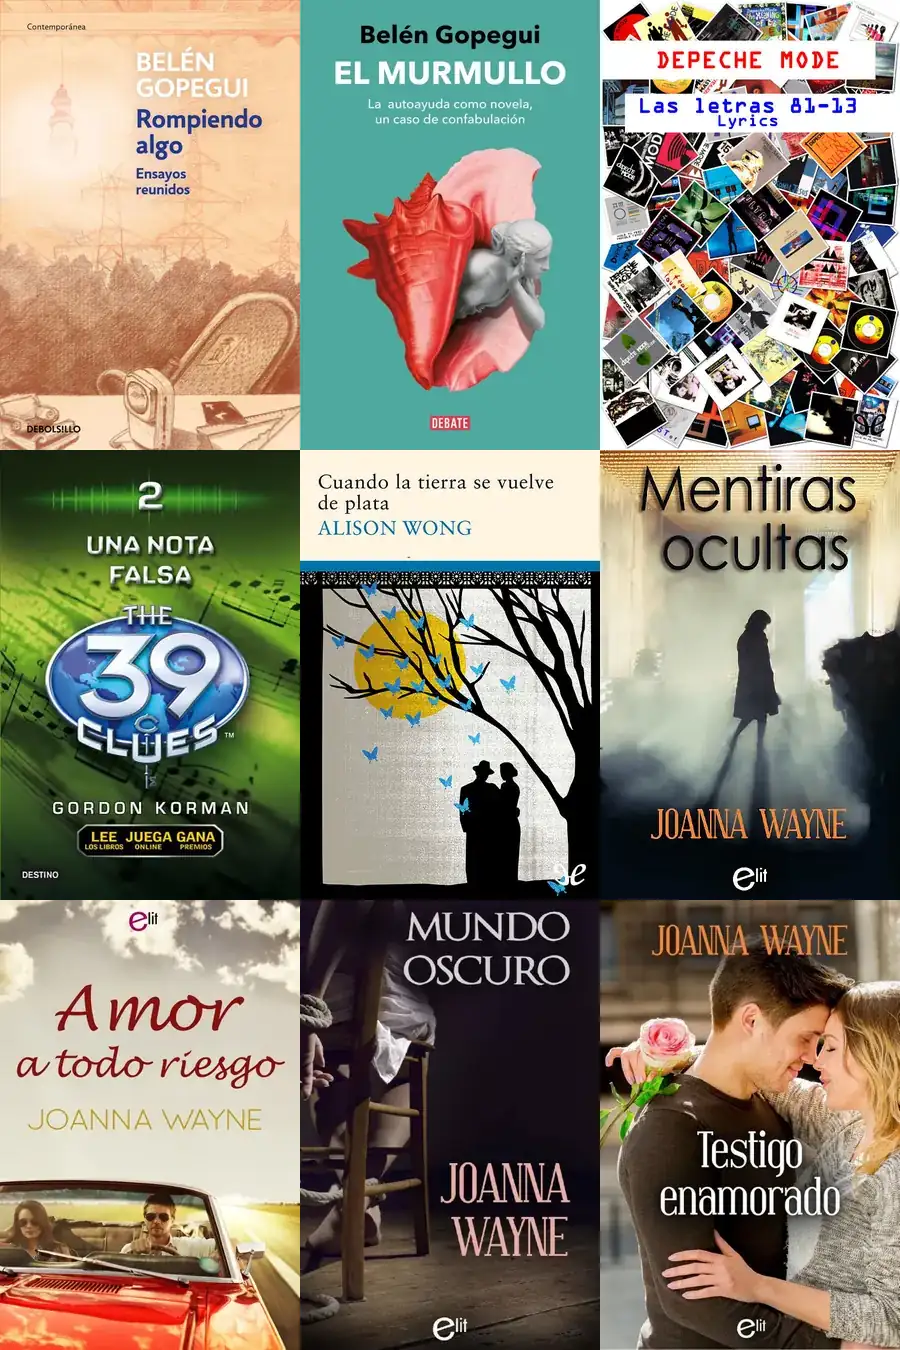 Contemporánea
BELÉN
GOPEGUI
Rompiendo
algo
Ensayos
reunidos
DEBOLSILLO
Belén Gopegui
EL MURMULLO
La autoayuda como novela,
un caso de confabulación
DEBATE
DEPECHE MODE
Las letras 81-13
Lyrics
2
UNA NOTA
FALSA
THE
39
CLUES™
GORDON KORMAN
LEE JUEGA GANA
LOS LIBROS ONLINE PREMIOS
DESTINO
Cuando la tierra se vuelve
de plata
ALISON WONG
se
Mentiras
ocultas
JOANNA WAYNE
elit
elit
Amor
a todo riesgo
JOANNA WAYNE
MUNDO
OSCURO
JOANNA
WAYNE
elit
JOANNA WAYNE
Testigo
enamorado
elit